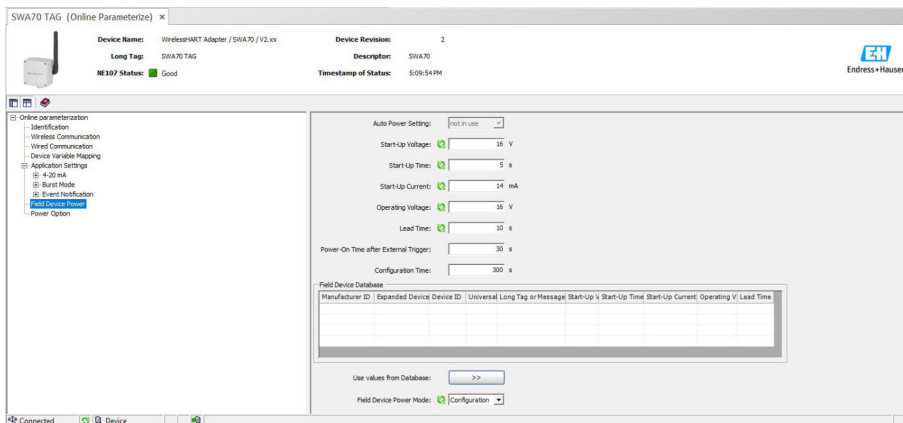 SWA70 TAG (Online Parameterize) ×
Device Name: WirelessHART Adapter / SWA70 / V2.xx Device Revision: 2
Long Tag: SWA70 TAG Descriptor: SWA70
NE107 Status: Good Timestamp of Status: 5:09:54 PM
EH
Endress+Hauser
Online parameterization
Identification
Wireless Communication
Wired Communication
Device Variable Mapping
Application Settings
4-20 mA
Burst Mode
Event Notification
Field Device Power
Power Option
Auto Power Setting: not in use
Start-Up Voltage: 16 V
Start-Up Time: 5 s
Start-Up Current: 14 mA
Operating Voltage: 16 V
Lead Time: 10 s
Power-On Time after External Trigger: 30 s
Configuration Time: 300 s
Field Device Database
Manufacturer ID Expanded Device Device ID Universal Long Tag or Message Start-Up V Start-Up Time Start-Up Current Operating V Lead Time
Use values from Database: >>
Field Device Power Mode: Configuration
Connected Device